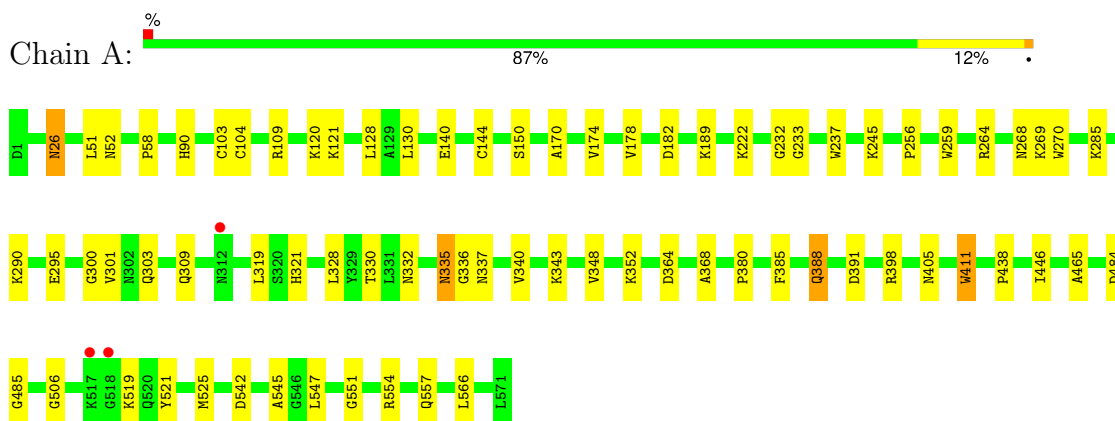 %
Chain A:
87% 12% •
D1 N26 L51 N52 P58 H90 C103 C104 R109 K120 K121 L128 A129 L130 E140 C144 S150 A170 V174 V178 D182 K189 K222 G232 G233 W237 K245 P256 W259 R264 N268 K269 W270 K285
K290 E295 G300 V301 N302 Q303 Q309 N312 L319 S320 H321 L328 Y329 T330 L331 N332 N335 G336 N337 V340 K343 V348 K352 D364 A368 P380 F385 Q388 D391 R398 N405 W411 P438 I446 A465
G485 G506 K517 G518 K519 Q520 Y521 M525 D542 A545 G546 L547 G551 R554 Q557 L566 L571